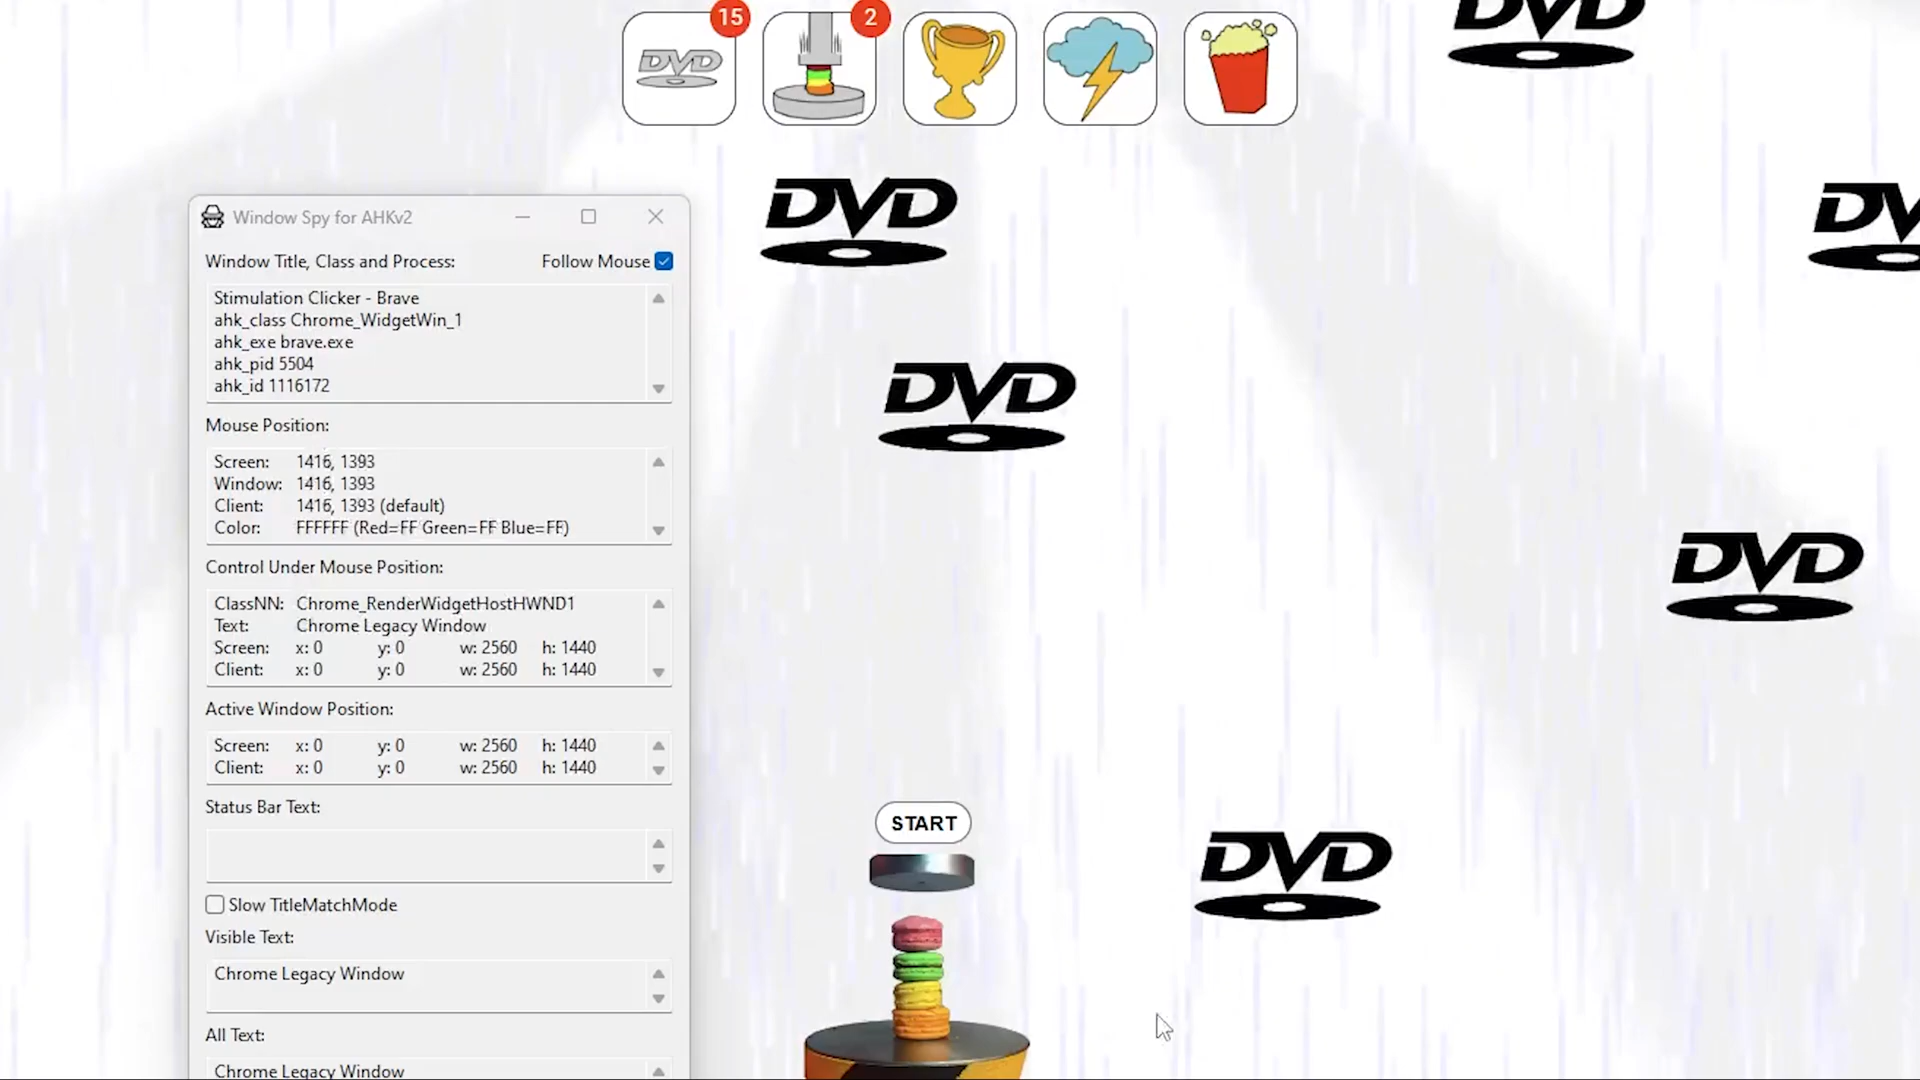 15
2
DVD
DVD
DVD
DVD
DV
DVD
DVD
DVD
Window Spy for AHKv2
Window Title, Class and Process:
Follow Mouse
Stimulation Clicker - Brave
ahk_class Chrome_WidgetWin_1
ahk_exe brave.exe
ahk_pid 5504
ahk_id 1116172
Mouse Position:
Screen: 1416, 1393
Window: 1416, 1393
Client: 1416, 1393 (default)
Color: FFFFFF (Red=FF Green=FF Blue=FF)
Control Under Mouse Position:
ClassNN: Chrome_RenderWidgetHostHWND1
Text: Chrome Legacy Window
Screen: x: 0 y: 0 w: 2560 h: 1440
Client: x: 0 y: 0 w: 2560 h: 1440
Active Window Position:
Screen: x: 0 y: 0 w: 2560 h: 1440
Client: x: 0 y: 0 w: 2560 h: 1440
Status Bar Text:
Slow TitleMatchMode
Visible Text:
Chrome Legacy Window
All Text:
Chrome Legacy Window
START